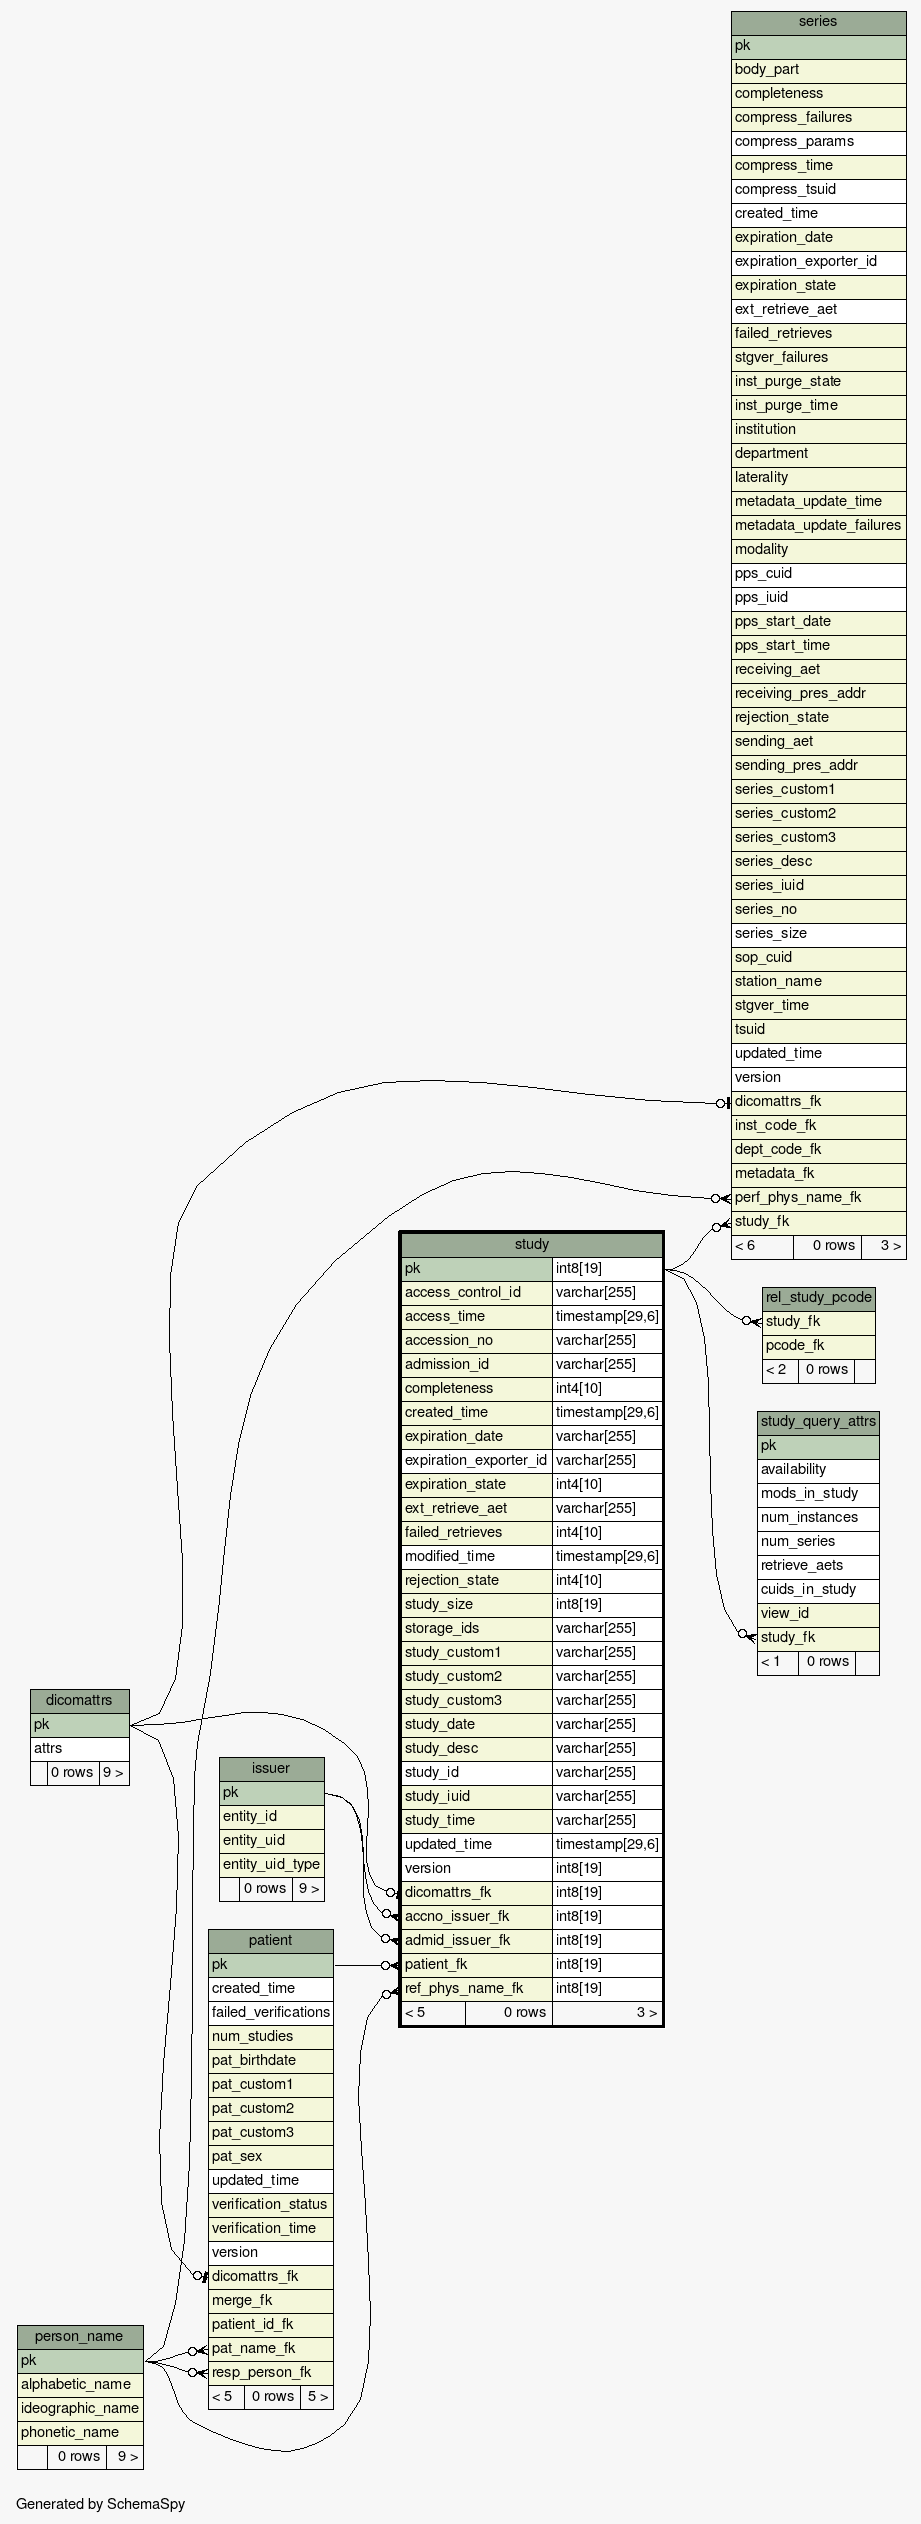 series
pk
body_part
completeness
compress_failures
compress_params
compress_time
compress_tsuid
created_time
expiration_date
expiration_exporter_id
expiration_state
ext_retrieve_aet
failed_retrieves
stgver_failures
inst_purge_state
inst_purge_time
institution
department
laterality
metadata_update_time
metadata_update_failures
modality
pps_cuid
pps_iuid
pps_start_date
pps_start_time
receiving_aet
receiving_pres_addr
rejection_state
sending_aet
sending_pres_addr
series_custom1
series_custom2
series_custom3
series_desc
series_iuid
series_no
series_size
sop_cuid
station_name
stgver_time
tsuid
updated_time
version
dicomattrs_fk
inst_code_fk
dept_code_fk
metadata_fk
perf_phys_name_fk
study_fk
< 6 0 rows 3 >
study
pk int8[19]
access_control_id varchar[255]
access_time timestamp[29,6]
accession_no varchar[255]
admission_id varchar[255]
completeness int4[10]
created_time timestamp[29,6]
expiration_date varchar[255]
expiration_exporter_id varchar[255]
expiration_state int4[10]
ext_retrieve_aet varchar[255]
failed_retrieves int4[10]
modified_time timestamp[29,6]
rejection_state int4[10]
study_size int8[19]
storage_ids varchar[255]
study_custom1 varchar[255]
study_custom2 varchar[255]
study_custom3 varchar[255]
study_date varchar[255]
study_desc varchar[255]
study_id varchar[255]
study_iuid varchar[255]
study_time varchar[255]
updated_time timestamp[29,6]
version int8[19]
dicomattrs_fk int8[19]
accno_issuer_fk int8[19]
admid_issuer_fk int8[19]
patient_fk int8[19]
ref_phys_name_fk int8[19]
< 5 0 rows 3 >
rel_study_pcode
study_fk
pcode_fk
< 2 0 rows
study_query_attrs
pk
availability
mods_in_study
num_instances
num_series
retrieve_aets
cuids_in_study
view_id
study_fk
< 1 0 rows
dicomattrs
pk
attrs
0 rows 9 >
issuer
pk
entity_id
entity_uid
entity_uid_type
0 rows 9 >
patient
pk
created_time
failed_verifications
num_studies
pat_birthdate
pat_custom1
pat_custom2
pat_custom3
pat_sex
updated_time
verification_status
verification_time
version
dicomattrs_fk
merge_fk
patient_id_fk
pat_name_fk
resp_person_fk
< 5 0 rows 5 >
person_name
pk
alphabetic_name
ideographic_name
phonetic_name
0 rows 9 >
Generated by SchemaSpy